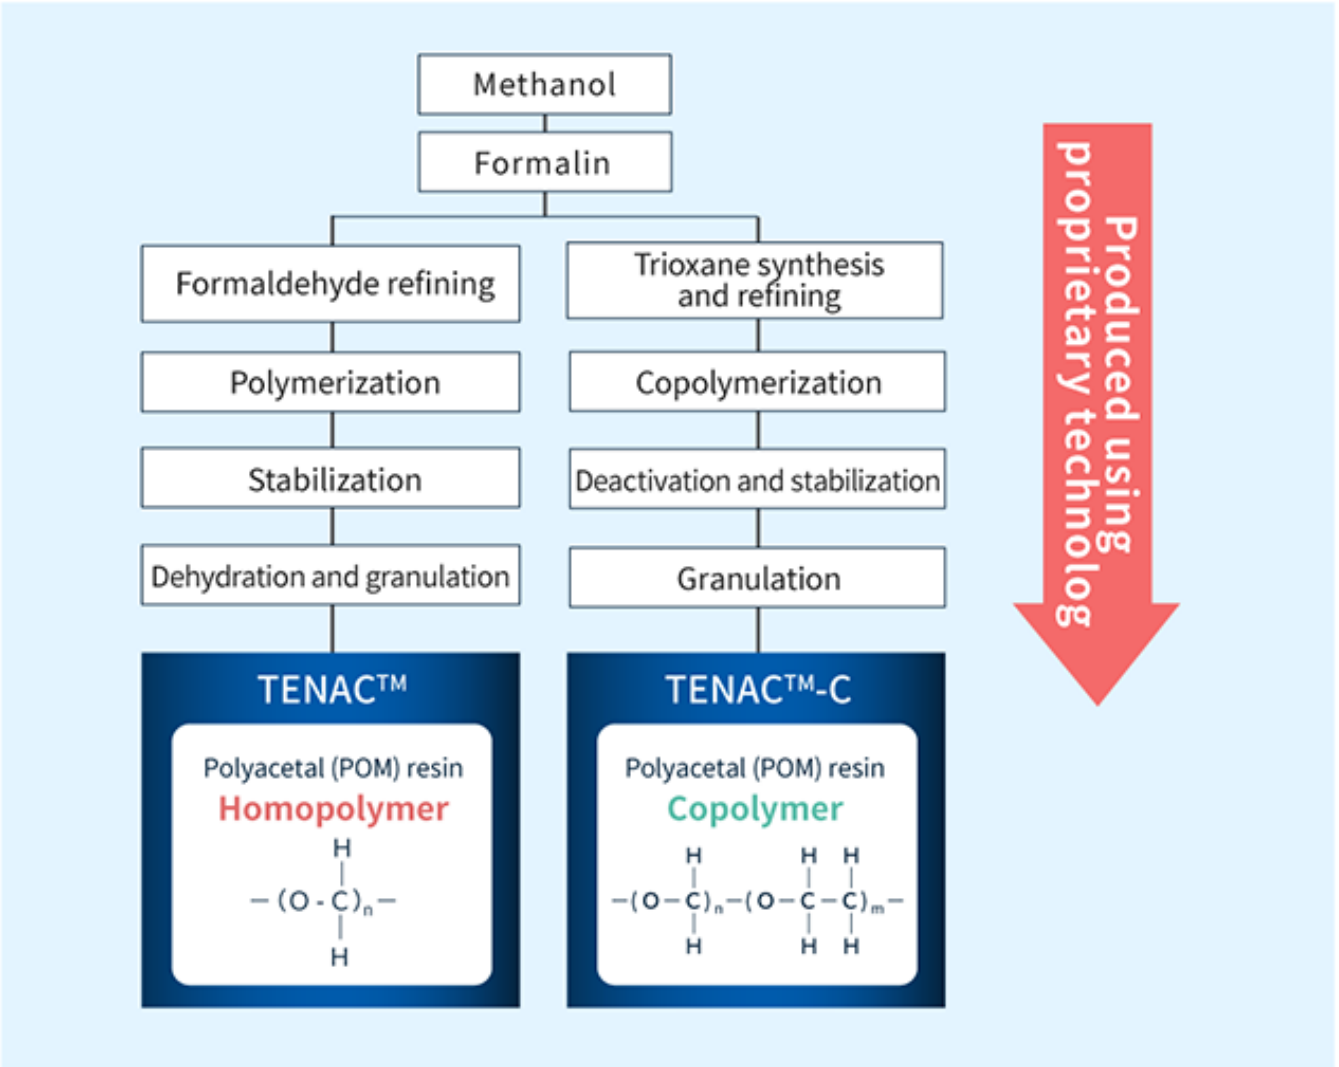 Methanol
Formalin
Formaldehyde refining
Polymerization
Stabilization
Dehydration and granulation
TENAC™
Polyacetal (POM) resin
Homopolymer
H
–(O-C)n–
H
Trioxane synthesis
and refining
Copolymerization
Deactivation and stabilization
Granulation
TENAC™-C
Polyacetal (POM) resin
Copolymer
H H H
–(O–C)n–(O–C–C)m–
H H H
Produced using
proprietary technolog